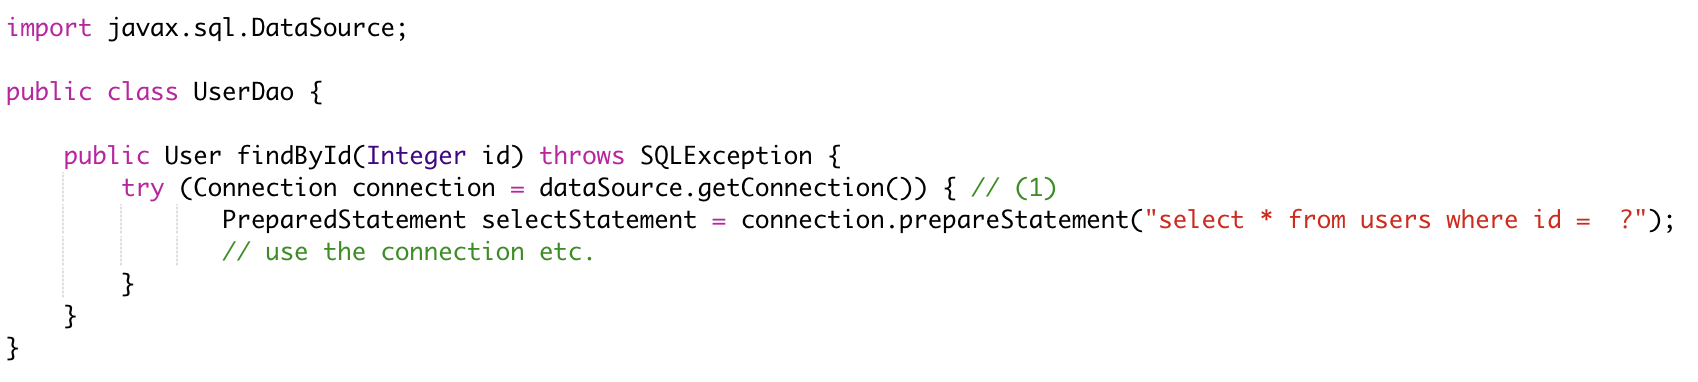 import javax.sql.DataSource;
public class UserDao {
    public User findById(Integer id) throws SQLException {
        try (Connection connection = dataSource.getConnection()) { // (1)
               PreparedStatement selectStatement = connection.prepareStatement("select * from users where id =  ?");
               // use the connection etc.
        }
    }
}